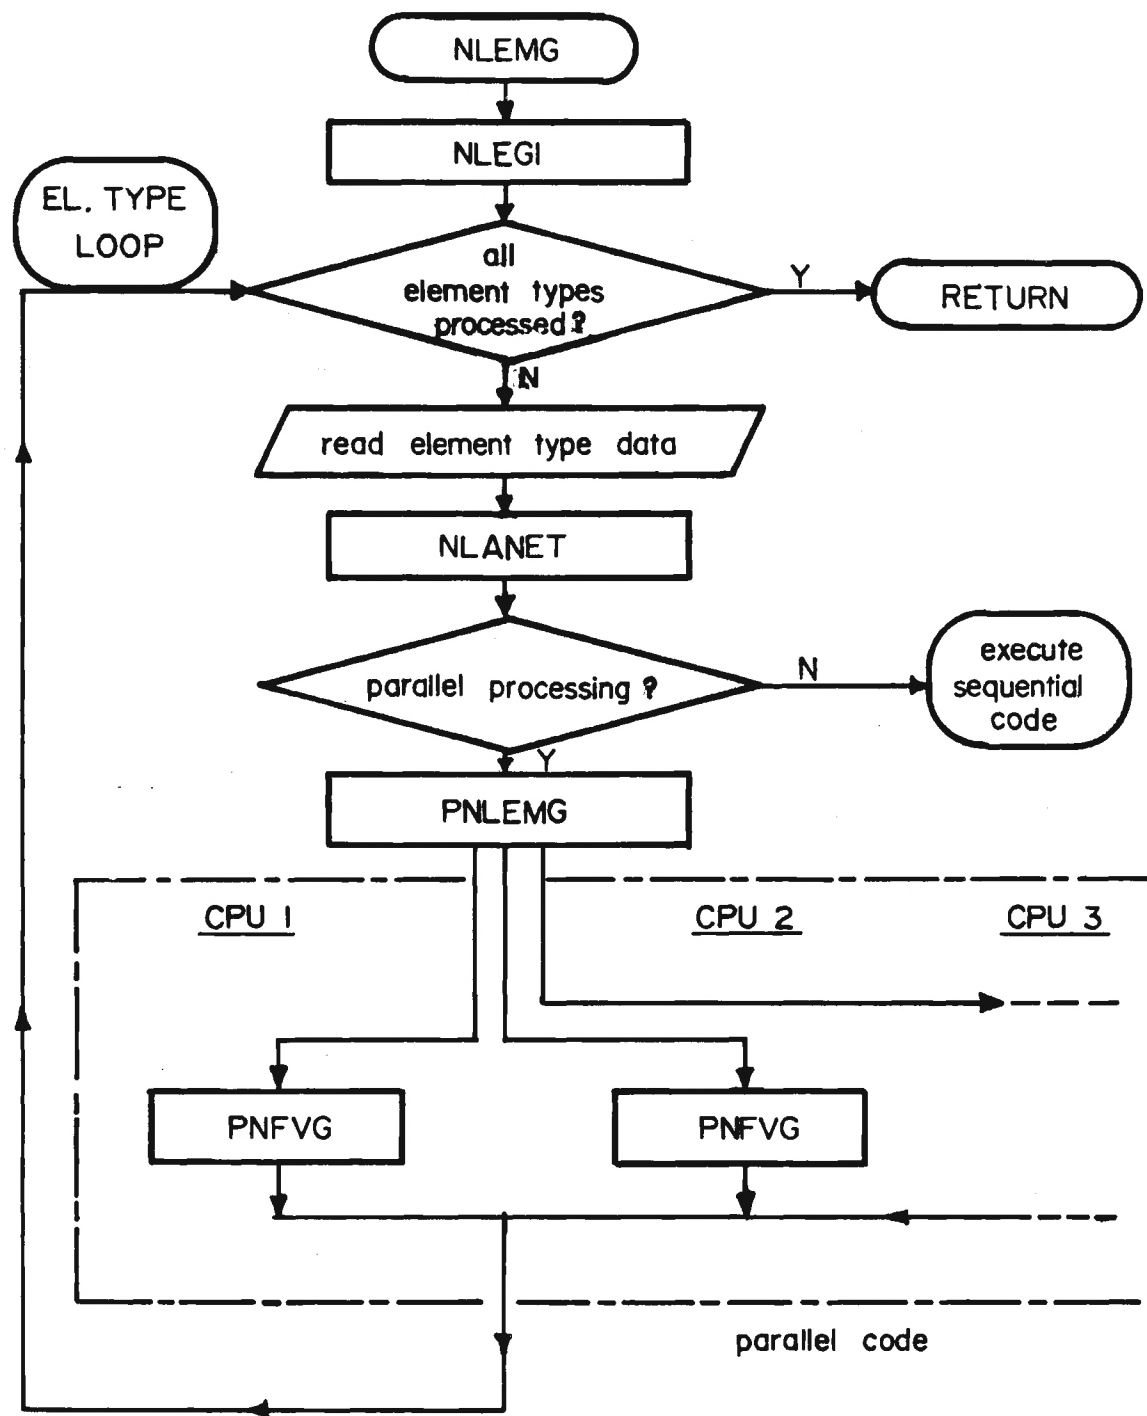 NLEMG
NLEGI
EL. TYPE
LOOP
all
element types
processed?
Y
RETURN
N
read element type data
NLANET
parallel processing?
N
execute
sequential
code
Y
PNLEMG
CPU 1
CPU 2
CPU 3
PNFVG
PNFVG
parallel code